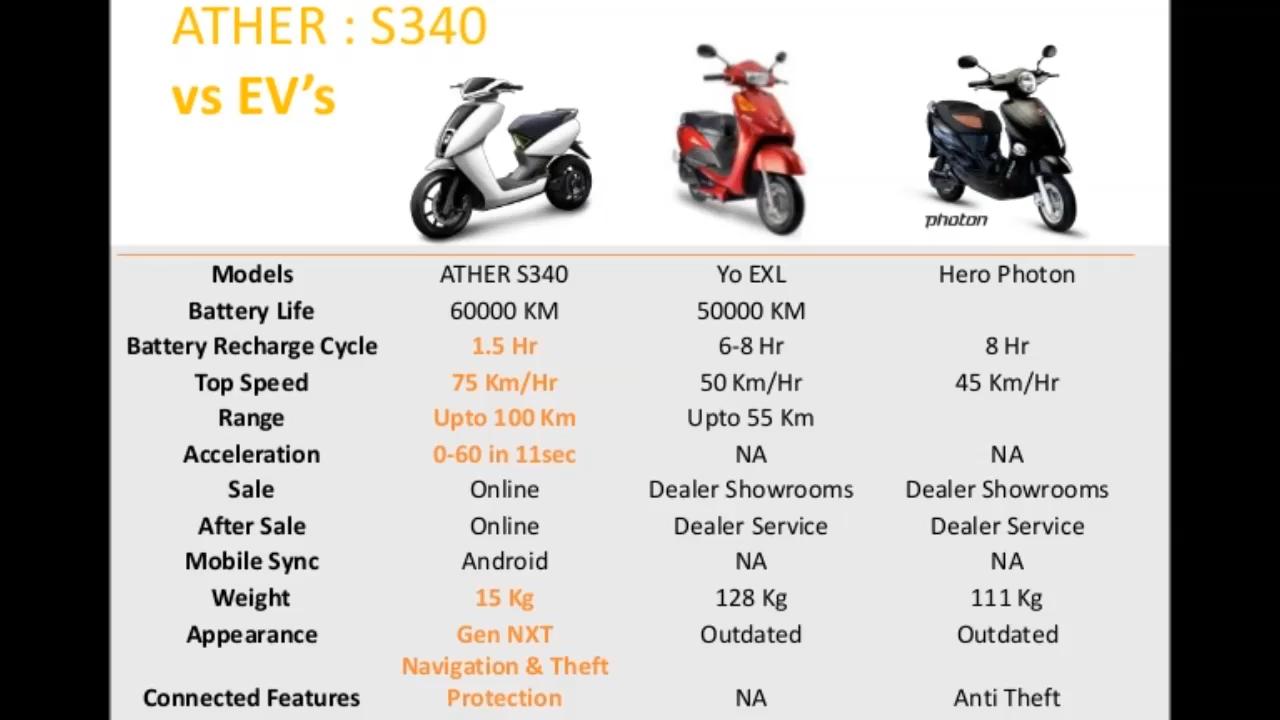 ATHER : S340
vs EV’s
photon
Models ATHER S340 Yo EXL Hero Photon
Battery Life 60000 KM 50000 KM
Battery Recharge Cycle 1.5 Hr 6-8 Hr 8 Hr
Top Speed 75 Km/Hr 50 Km/Hr 45 Km/Hr
Range Upto 100 Km Upto 55 Km
Acceleration 0-60 in 11sec NA NA
Sale Online Dealer Showrooms Dealer Showrooms
After Sale Online Dealer Service Dealer Service
Mobile Sync Android NA NA
Weight 15 Kg 128 Kg 111 Kg
Appearance Gen NXT Outdated Outdated
Navigation & Theft
Connected Features Protection NA Anti Theft